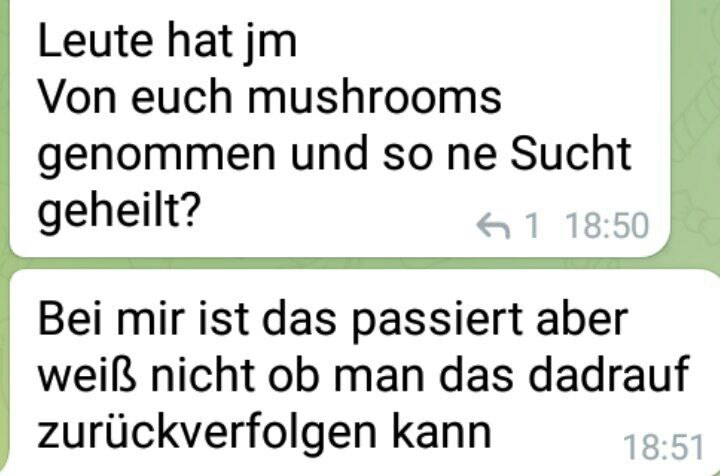 Leute hat jm
Von euch mushrooms
genommen und so ne Sucht
geheilt?
1 18:50
Bei mir ist das passiert aber
weiß nicht ob man das dadrauf
zurückverfolgen kann
18:51